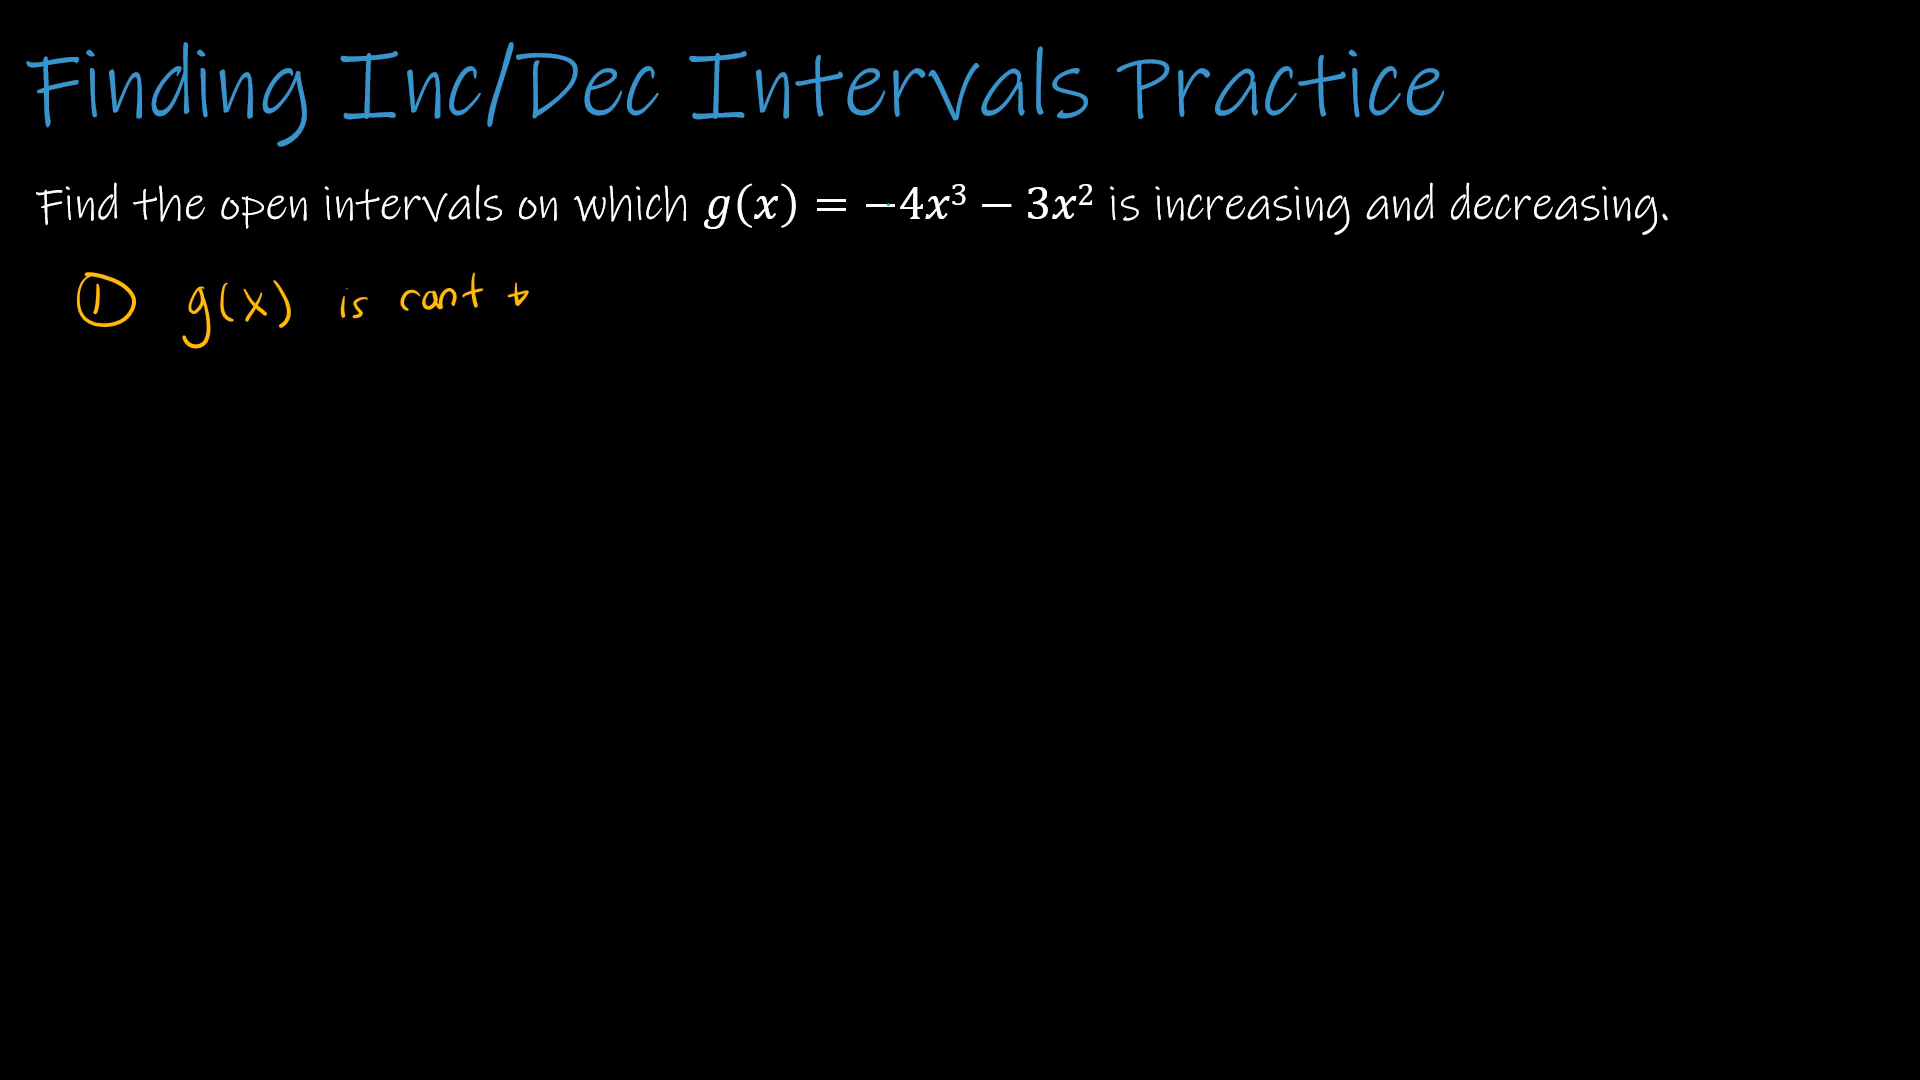 Finding Inc/Dec Intervals Practice
Find the open intervals on which g(x) = −4x³ − 3x² is increasing and decreasing.
① g(x) is cont +